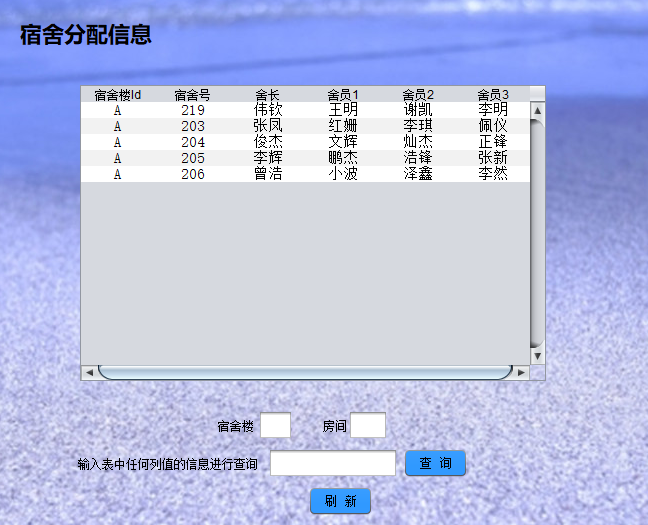 宿舍分配信息
宿舍楼Id 宿舍号 舍长 舍员1 舍员2 舍员3
A 219 伟钦 王明 谢凯 李明
A 203 张凤 红姗 李琪 佩仪
A 204 俊杰 文辉 灿杰 正锋
A 205 李辉 鹏杰 浩锋 张新
A 206 曾浩 小波 泽鑫 李然
宿舍楼 房间
输入表中任何列值的信息进行查询 查 询
刷 新